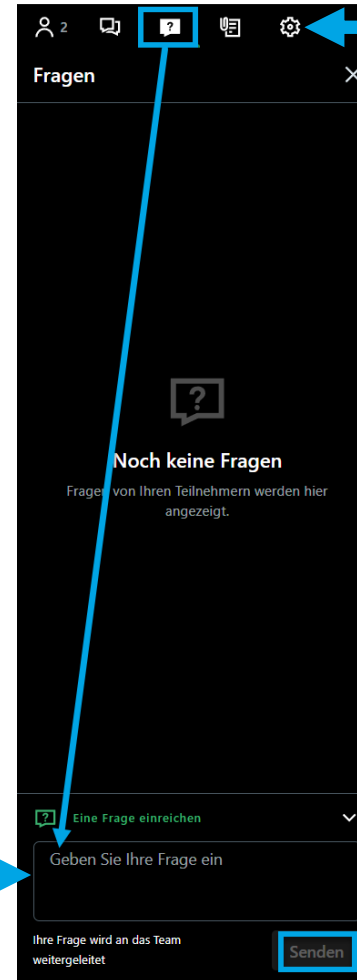 2
Fragen
Noch keine Fragen
Fragen von Ihren Teilnehmern werden hier
angezeigt.
Eine Frage einreichen
Geben Sie Ihre Frage ein
Ihre Frage wird an das Team
weitergeleitet
Senden